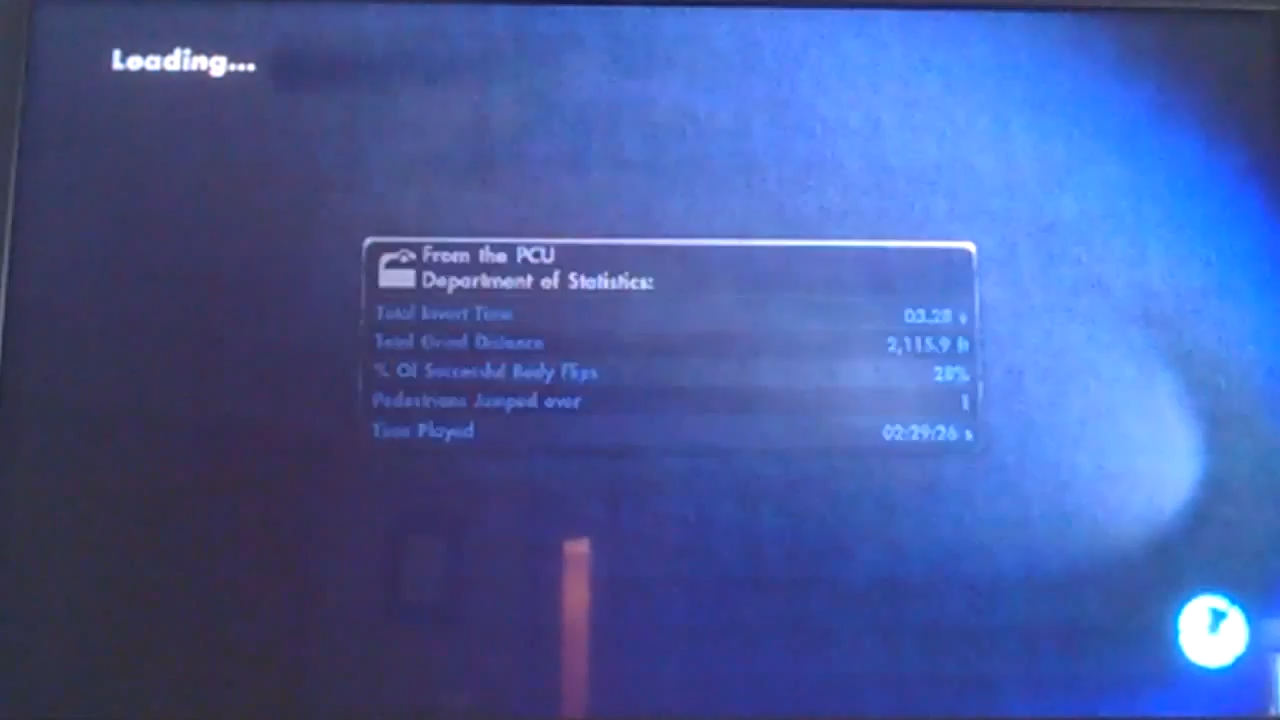 Loading...
From the PCU
Department of Statistics:
Total Invert Time 03.28 s
Total Grind Distance 2,115.9 ft
% Of Successful Body Flips 28%
Pedestrians Jumped over 1
Time Played 02:29:26 s